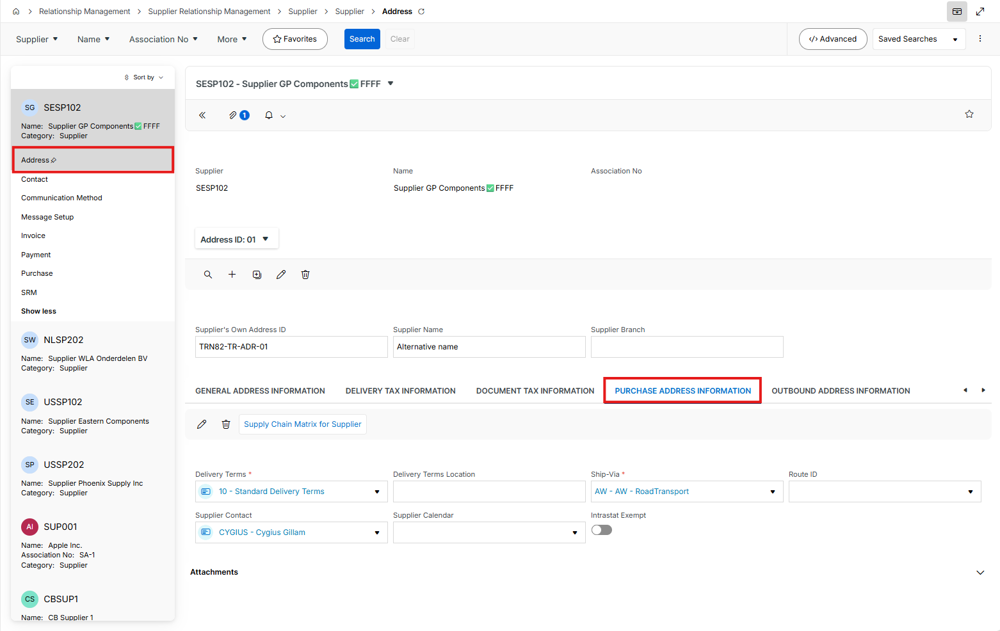 Relationship Management > Supplier Relationship Management > Supplier > Supplier > Address
Supplier Name Association No More Favorites Search Clear </> Advanced Saved Searches
Sort by
SG SESP102
Name: Supplier GP Components✅FFFF
Category: Supplier
Address
Contact
Communication Method
Message Setup
Invoice
Payment
Purchase
SRM
Show less
SW NLSP202
Name: Supplier WLA Onderdelen BV
Category: Supplier
SE USSP102
Name: Supplier Eastern Components
Category: Supplier
SP USSP202
Name: Supplier Phoenix Supply Inc
Category: Supplier
AI SUP001
Name: Apple Inc.
Association No: SA-1
Category: Supplier
CS CBSUP1
Name: CB Supplier 1
SESP102 - Supplier GP Components✅FFFF
1
Supplier Name Association No
SESP102 Supplier GP Components✅FFFF
Address ID: 01
Supplier's Own Address ID Supplier Name Supplier Branch
TRN82-TR-ADR-01 Alternative name
GENERAL ADDRESS INFORMATION DELIVERY TAX INFORMATION DOCUMENT TAX INFORMATION PURCHASE ADDRESS INFORMATION OUTBOUND ADDRESS INFORMATION
Supply Chain Matrix for Supplier
Delivery Terms * Delivery Terms Location Ship-Via * Route ID
10 - Standard Delivery Terms AW - AW - RoadTransport
Supplier Contact Supplier Calendar Intrastat Exempt
CYGIUS - Cygius Gillam
Attachments